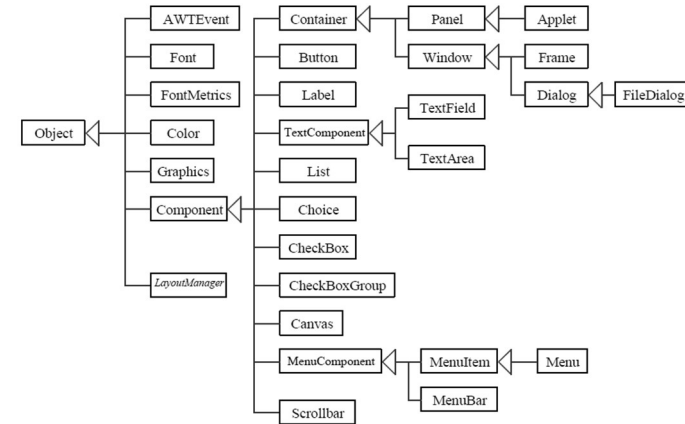 AWTEvent
Container
Panel
Applet
Font
Button
Window
Frame
FontMetrics
Label
Dialog
FileDialog
TextField
Object
Color
TextComponent
TextArea
Graphics
List
Component
Choice
CheckBox
LayoutManager
CheckBoxGroup
Canvas
MenuComponent
MenuItem
Menu
MenuBar
Scrollbar